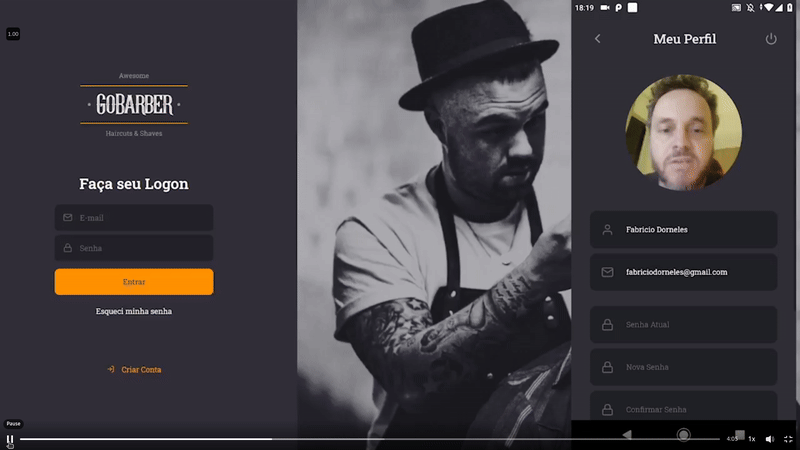 1.00
Awesome
GOBARBER
Haircuts & Shaves
Faça seu Logon
E-mail
Senha
Entrar
Esqueci minha senha
Criar Conta
18:19
Meu Perfil
Fabricio Dorneles
fabriciodorneles@gmail.com
Senha Atual
Nova Senha
Confirmar Senha
Pause
4:05
1x